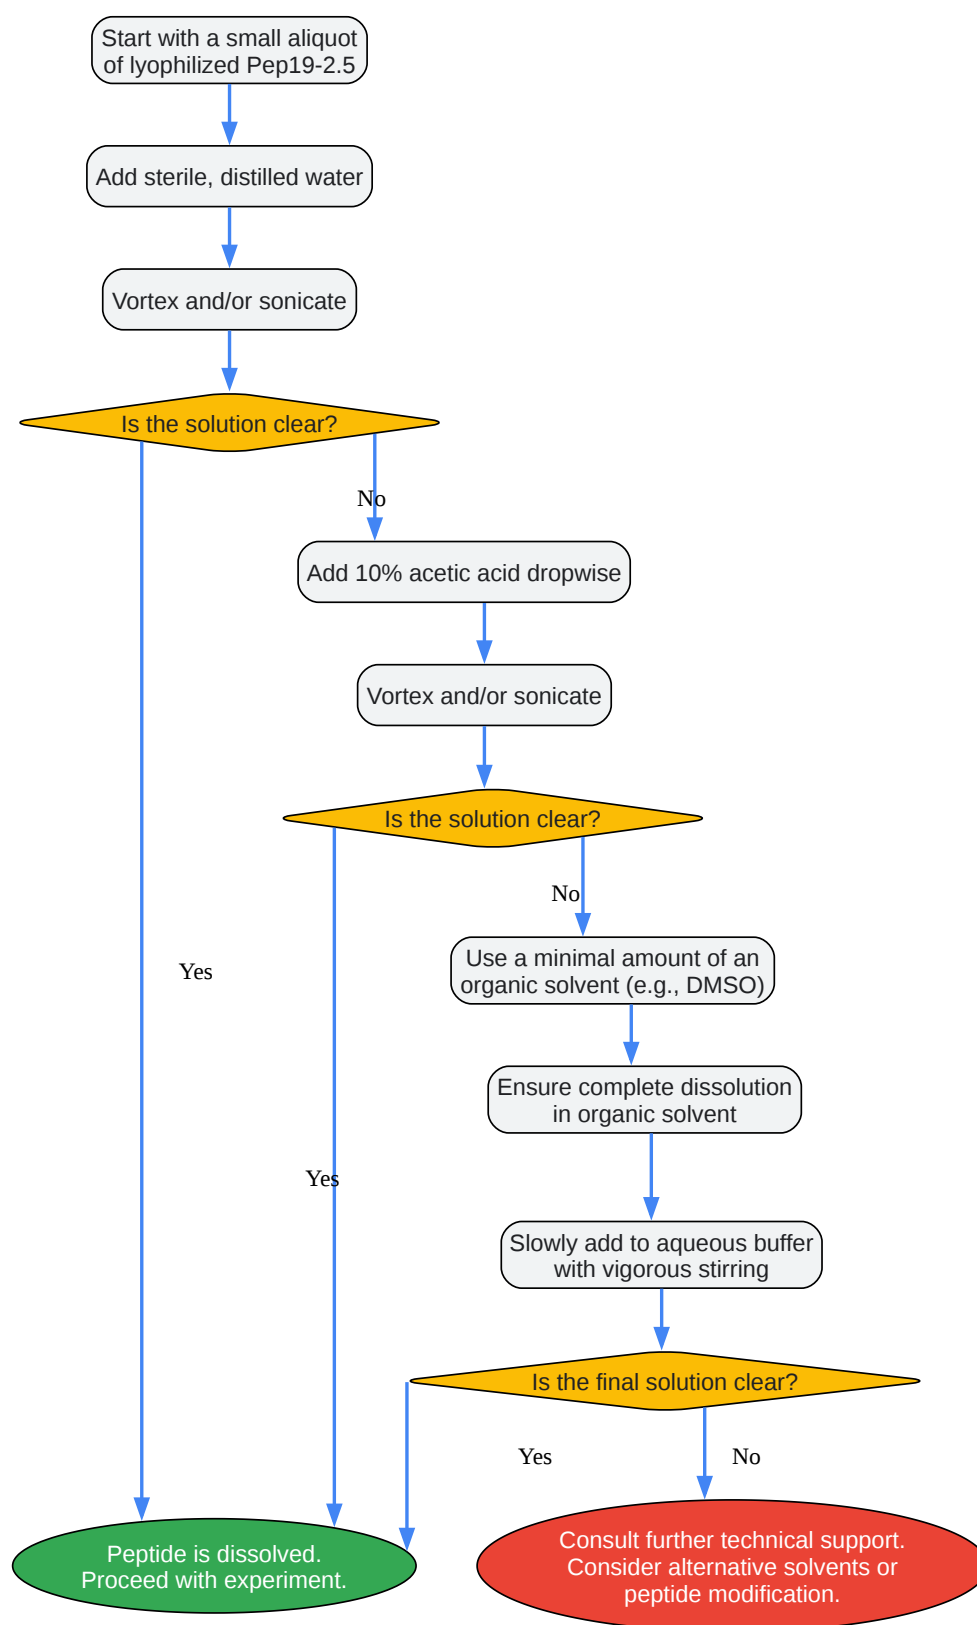 Start with a small aliquot
of lyophilized Pep19-2.5
Add sterile, distilled water
Vortex and/or sonicate
Is the solution clear?
No
Add 10% acetic acid dropwise
Vortex and/or sonicate
Is the solution clear?
No
Use a minimal amount of an
organic solvent (e.g., DMSO)
Yes
Ensure complete dissolution
in organic solvent
Yes
Slowly add to aqueous buffer
with vigorous stirring
Is the final solution clear?
Yes
No
Peptide is dissolved.
Proceed with experiment.
Consult further technical support.
Consider alternative solvents or
peptide modification.